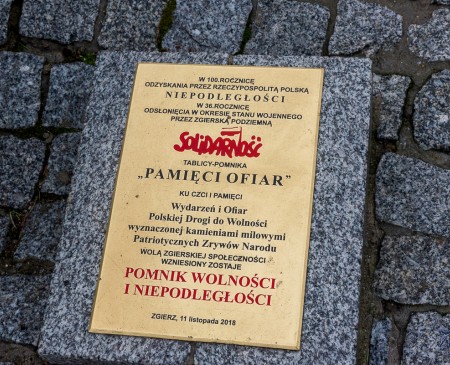 W 100.ROCZNICĘ
ODZYSKANIA PRZEZ RZECZYPOSPOLITĄ POLSKĄ
NIEPODLEGŁOŚCI
W 36.ROCZNICĘ
ODSŁONIĘCIA W OKRESIE STANU WOJENNEGO
PRZEZ ZGIERSKĄ PODZIEMNĄ
SOLIDARNOŚĆ
TABLICY-POMNIKA
„PAMIĘCI OFIAR”
KU CZCI I PAMIĘCI
Wydarzeń i Ofiar
Polskiej Drogi do Wolności
wyznaczonej kamieniami milowymi
Patriotycznych Zrywów Narodu
WOLĄ ZGIERSKIEJ SPOŁECZNOŚCI
WZNIESIONY ZOSTAJE
POMNIK WOLNOŚCI
I NIEPODLEGŁOŚCI
ZGIERZ, 11 listopada 2018